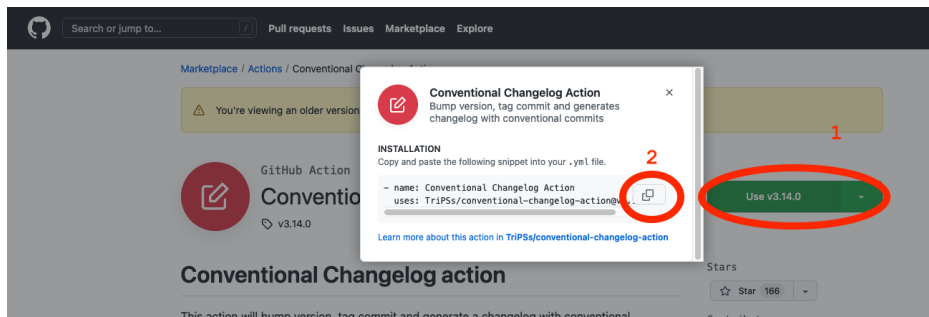 Search or jump to...
/
Pull requests Issues Marketplace Explore
Marketplace / Actions / Conventional
You're viewing an older version
GitHub Action
Conventio
v3.14.0
Conventional Changelog Action
Bump version, tag commit and generates
changelog with conventional commits
INSTALLATION
Copy and paste the following snippet into your .yml file.
- name: Conventional Changelog Action
uses: TriPSs/conventional-changelog-action@v
Learn more about this action in TriPSs/conventional-changelog-action
2
1
Use v3.14.0
Conventional Changelog action
Stars
Star 166
This action will bump version, tag commit and generate a changelog with conventional